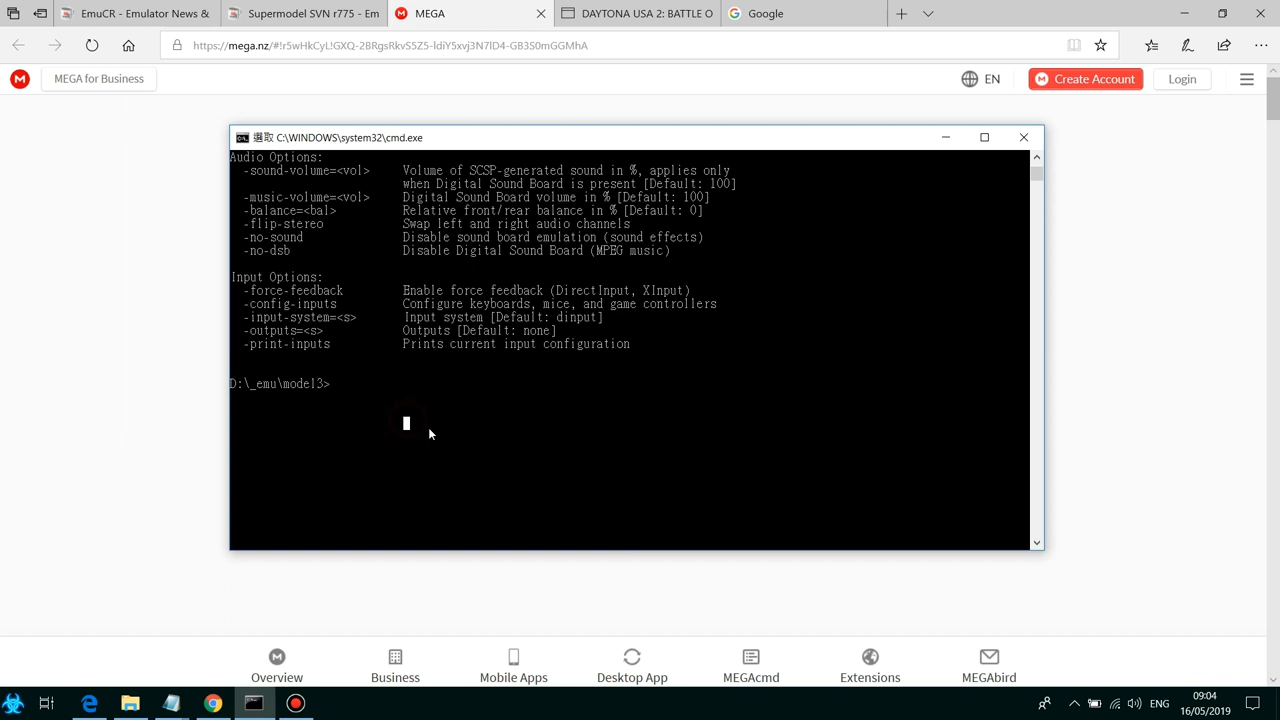 EmuCR - Emulator News &
Supermodel SVN r775 - Em
MEGA
DAYTONA USA 2: BATTLE O
Google
https://mega.nz/#!r5wHkCyL!GXQ-2BRgsRkvS5Z5-ldiY5xvj3N7lD4-GB3S0mGGMhA
MEGA for Business
EN
Create Account
Login
選取 C:\WINDOWS\system32\cmd.exe
Audio Options:
-sound-volume=<vol> Volume of SCSP-generated sound in %, applies only
when Digital Sound Board is present [Default: 100]
-music-volume=<vol> Digital Sound Board volume in % [Default: 100]
-balance=<bal> Relative front/rear balance in % [Default: 0]
-flip-stereo Swap left and right audio channels
-no-sound Disable sound board emulation (sound effects)
-no-dsb Disable Digital Sound Board (MPEG music)
Input Options:
-force-feedback Enable force feedback (DirectInput, XInput)
-config-inputs Configure keyboards, mice, and game controllers
-input-system=<s> Input system [Default: dinput]
-outputs=<s> Outputs [Default: none]
-print-inputs Prints current input configuration
D:\_emu\model3>
Overview
Business
Mobile Apps
Desktop App
MEGAcmd
Extensions
MEGAbird
ENG
09:04
16/05/2019